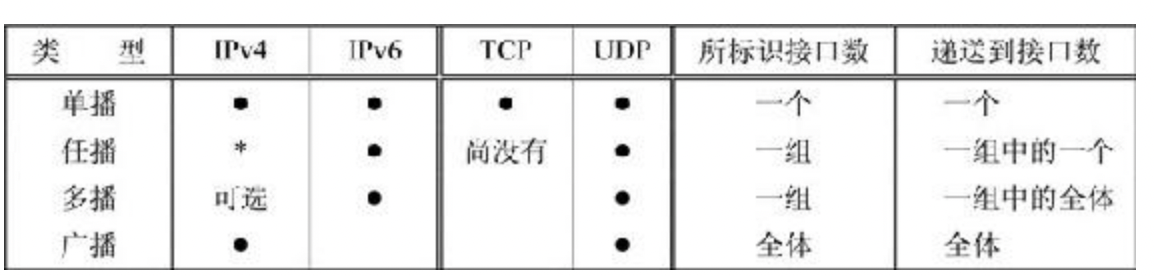 类 型 IPv4 IPv6 TCP UDP 所标识接口数 递送到接口数
单播 ● ● ● ● 一个 一个
任播 * ● 尚没有 ● 一组 一组中的一个
多播 可选 ● ● 一组 一组中的全体
广播 ● ● 全体 全体